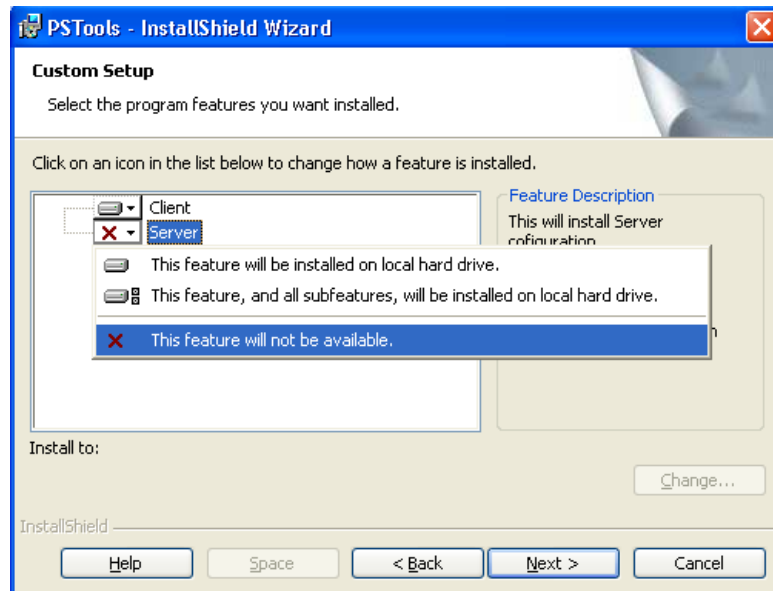 PSTools - InstallShield Wizard
Custom Setup
Select the program features you want installed.
Click on an icon in the list below to change how a feature is installed.
Client
Server
Feature Description
This will install Server
cofiguration
This feature will be installed on local hard drive.
This feature, and all subfeatures, will be installed on local hard drive.
This feature will not be available.
Install to:
Change...
InstallShield
Help
Space
< Back
Next >
Cancel